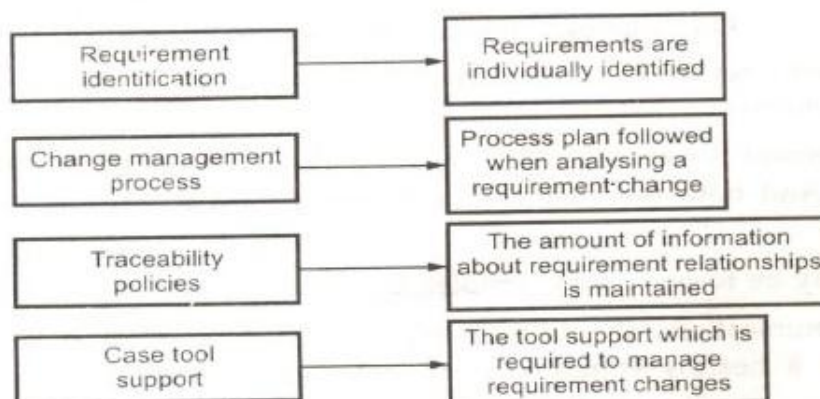 Requirement
identification
Requirements are
individually identified
Change management
process
Process plan followed
when analysing a
requirement-change
Traceability
policies
The amount of information
about requirement relationships
is maintained
Case tool
support
The tool support which is
required to manage
requirement changes